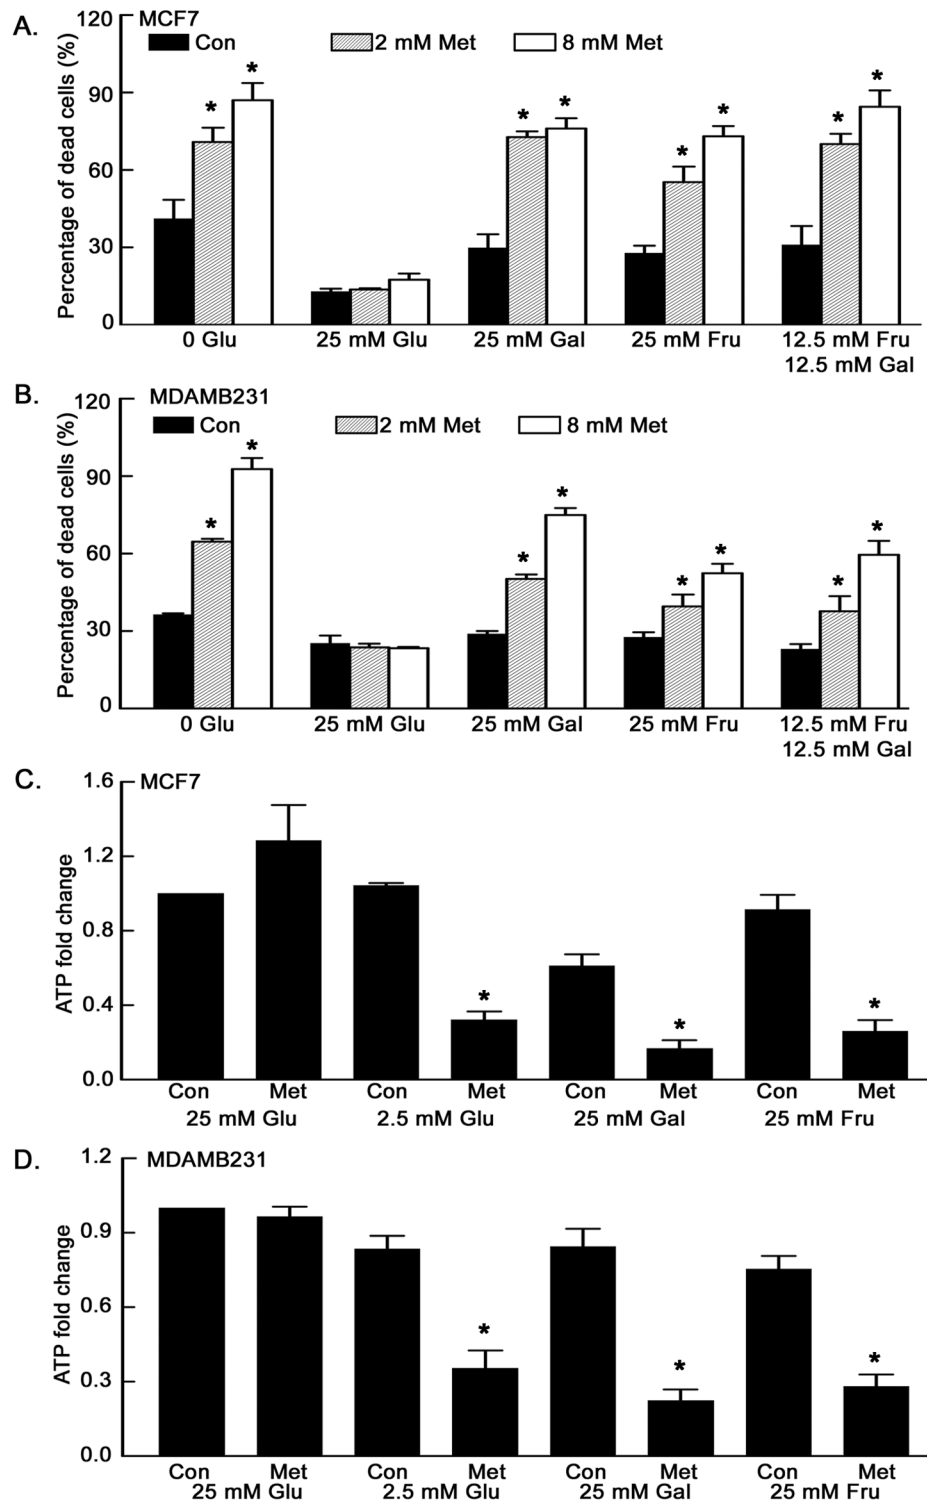 A.
MCF7
Con 2 mM Met 8 mM Met
Percentage of dead cells (%)
120
90
60
30
0
0 Glu 25 mM Glu 25 mM Gal 25 mM Fru 12.5 mM Fru
12.5 mM Gal
* * * * * * * *
B.
MDAMB231
Con 2 mM Met 8 mM Met
Percentage of dead cells (%)
120
90
60
30
0
0 Glu 25 mM Glu 25 mM Gal 25 mM Fru 12.5 mM Fru
12.5 mM Gal
* * * * * * * *
C.
MCF7
ATP fold change
1.6
1.2
0.8
0.4
0.0
* * *
Con Met Con Met Con Met Con Met
25 mM Glu 2.5 mM Glu 25 mM Gal 25 mM Fru
D.
MDAMB231
ATP fold change
1.2
0.9
0.6
0.3
0.0
* * *
Con Met Con Met Con Met Con Met
25 mM Glu 2.5 mM Glu 25 mM Gal 25 mM Fru